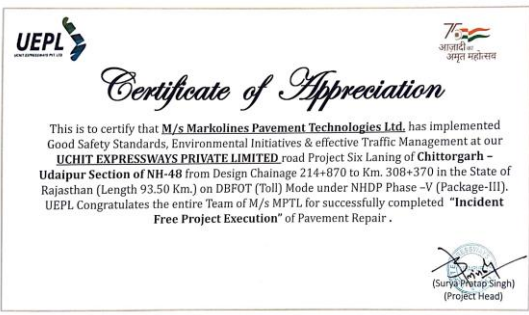 UEPL
UCHIT EXPRESSWAYS PVT. LTD.
75
आज़ादी का
अमृत महोत्सव
Certificate of Appreciation
This is to certify that M/s Markolines Pavement Technologies Ltd. has implemented
Good Safety Standards, Environmental Initiatives & effective Traffic Management at our
UCHIT EXPRESSWAYS PRIVATE LIMITED road Project Six Laning of Chittorgarh –
Udaipur Section of NH-48 from Design Chainage 214+870 to Km. 308+370 in the State of
Rajasthan (Length 93.50 Km.) on DBFOT (Toll) Mode under NHDP Phase –V (Package-III).
UEPL Congratulates the entire Team of M/s MPTL for successfully completed "Incident
Free Project Execution" of Pavement Repair .
(Surya Pratap Singh)
(Project Head)